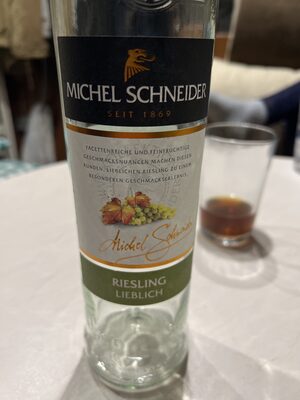 MICHEL SCHNEIDER
SEIT 1869
FACETTENREICHE UND FEINFRUCHTIGE
GESCHMACKSNUANCEN MACHEN DIESEN
RUNDEN, LIEBLICHEN RIESLING ZU EINEM
BESONDEREN GESCHMACKSERLEBNIS.
Michel Schneider
RIESLING
LIEBLICH